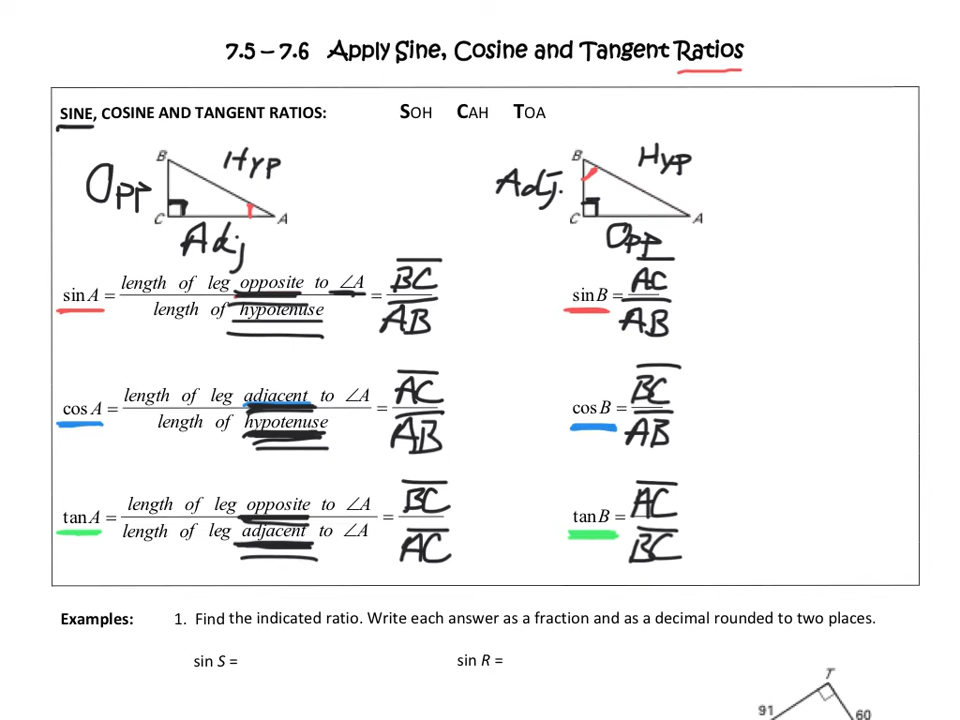 7.5 – 7.6 Apply Sine, Cosine and Tangent Ratios
SINE, COSINE AND TANGENT RATIOS: SOH CAH TOA
B Hyp
Opp
C A
Adj
B Hyp
Adj.
C A
Opp
sin A = length of leg opposite to ∠A / length of hypotenuse = BC / AB
sin B = AC / AB
cos A = length of leg adjacent to ∠A / length of hypotenuse = AC / AB
cos B = BC / AB
tan A = length of leg opposite to ∠A / length of leg adjacent to ∠A = BC / AC
tan B = AC / BC
Examples: 1. Find the indicated ratio. Write each answer as a fraction and as a decimal rounded to two places.
sin S = sin R =
T
91 60